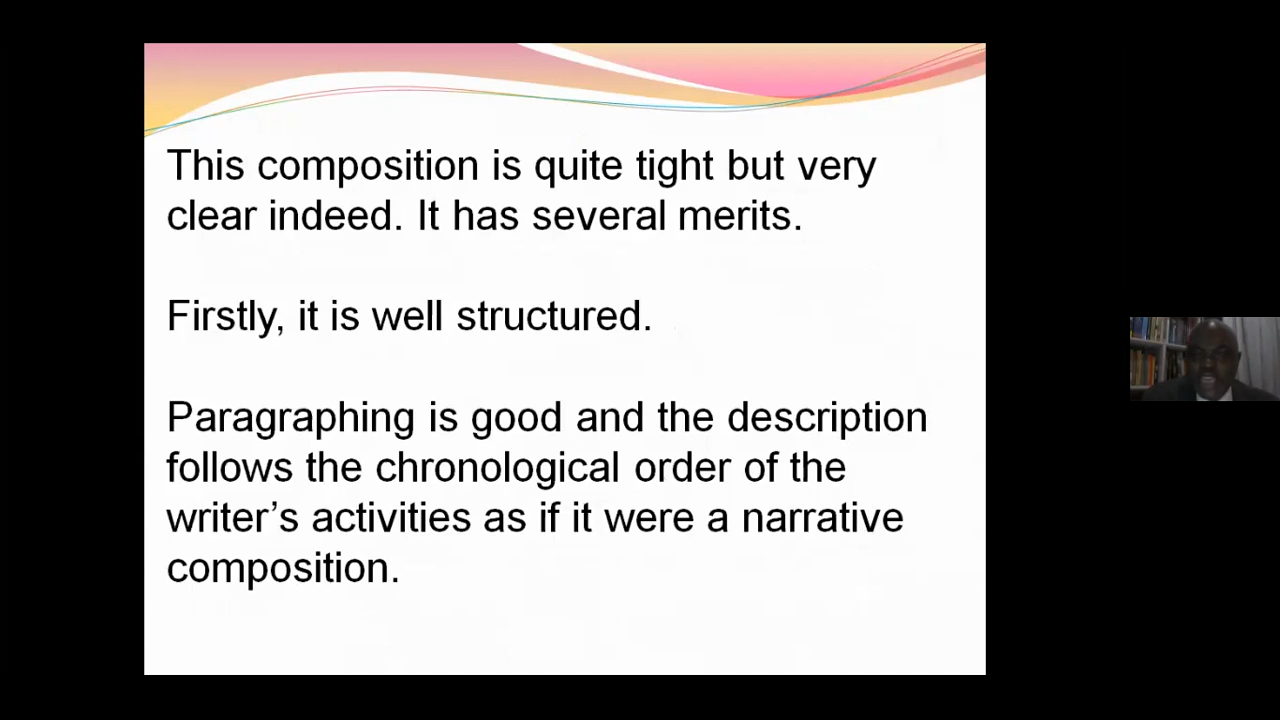 This composition is quite tight but very
clear indeed. It has several merits.
Firstly, it is well structured.
Paragraphing is good and the description
follows the chronological order of the
writer’s activities as if it were a narrative
composition.